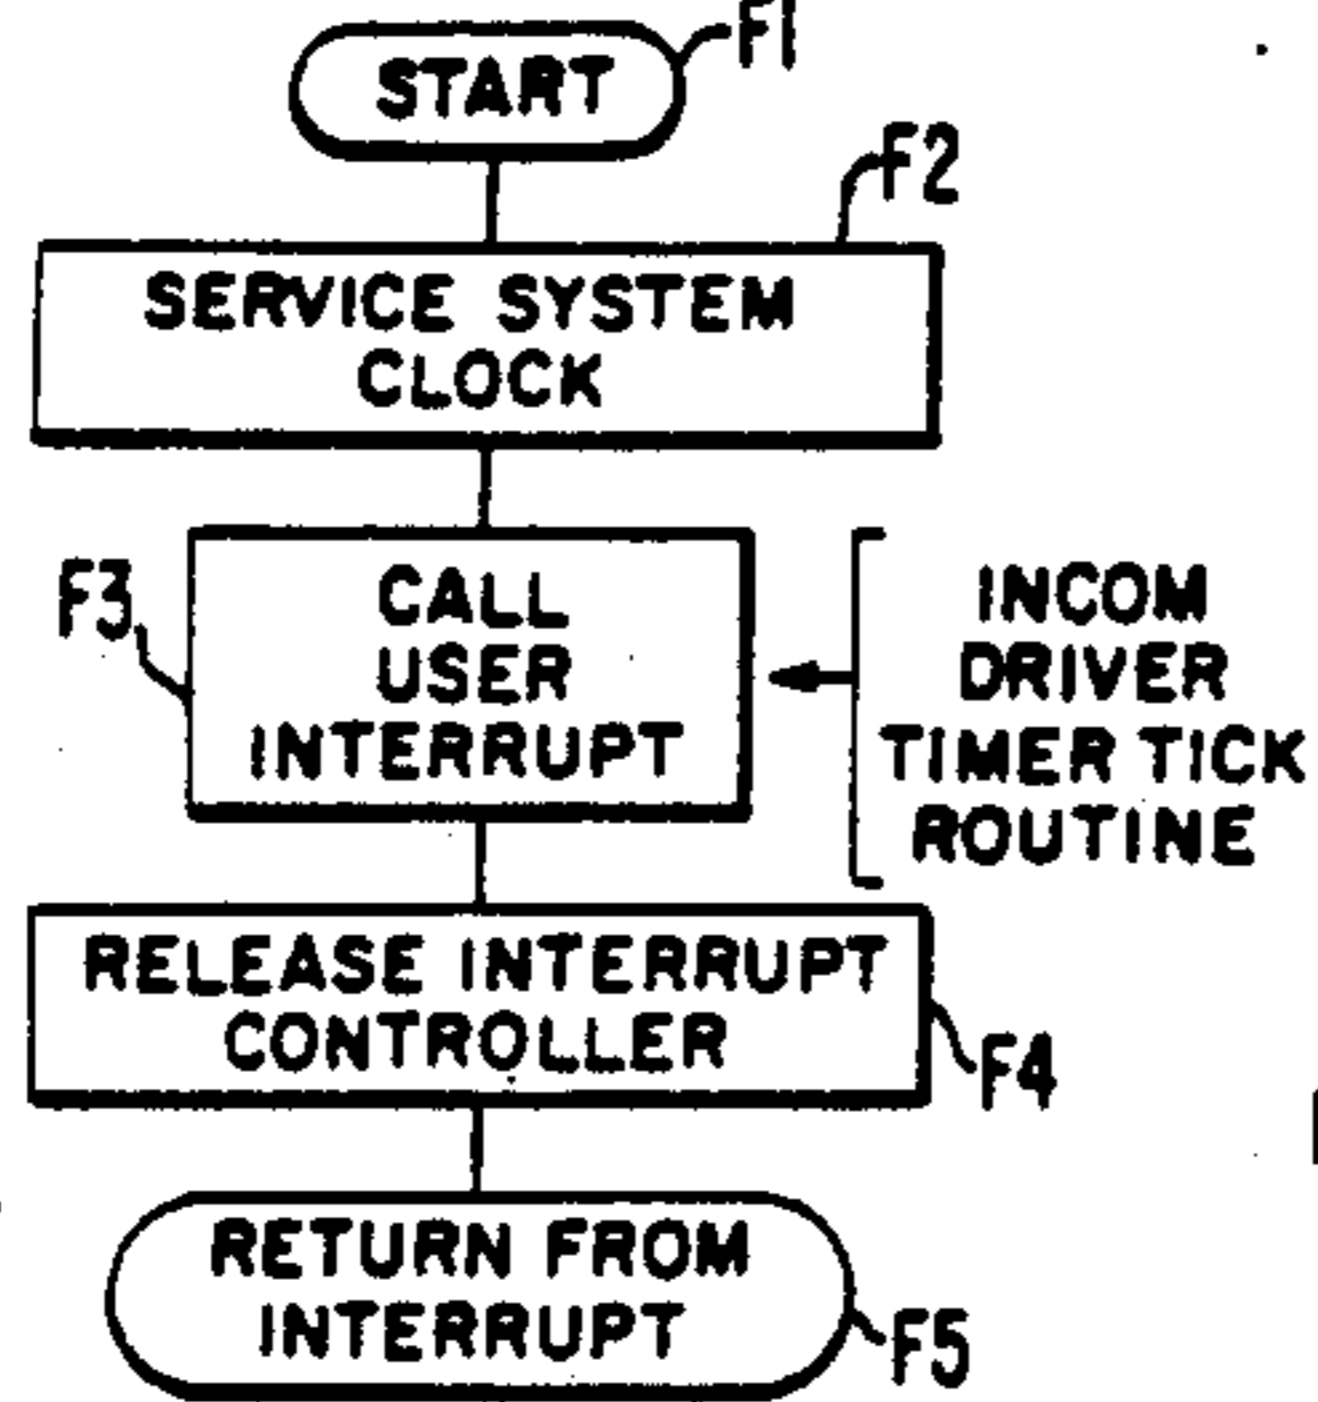 START
F1
F2
SERVICE SYSTEM
CLOCK
F3
CALL
USER
INTERRUPT
INCOM
DRIVER
TIMER TICK
ROUTINE
RELEASE INTERRUPT
CONTROLLER
F4
RETURN FROM
INTERRUPT
F5